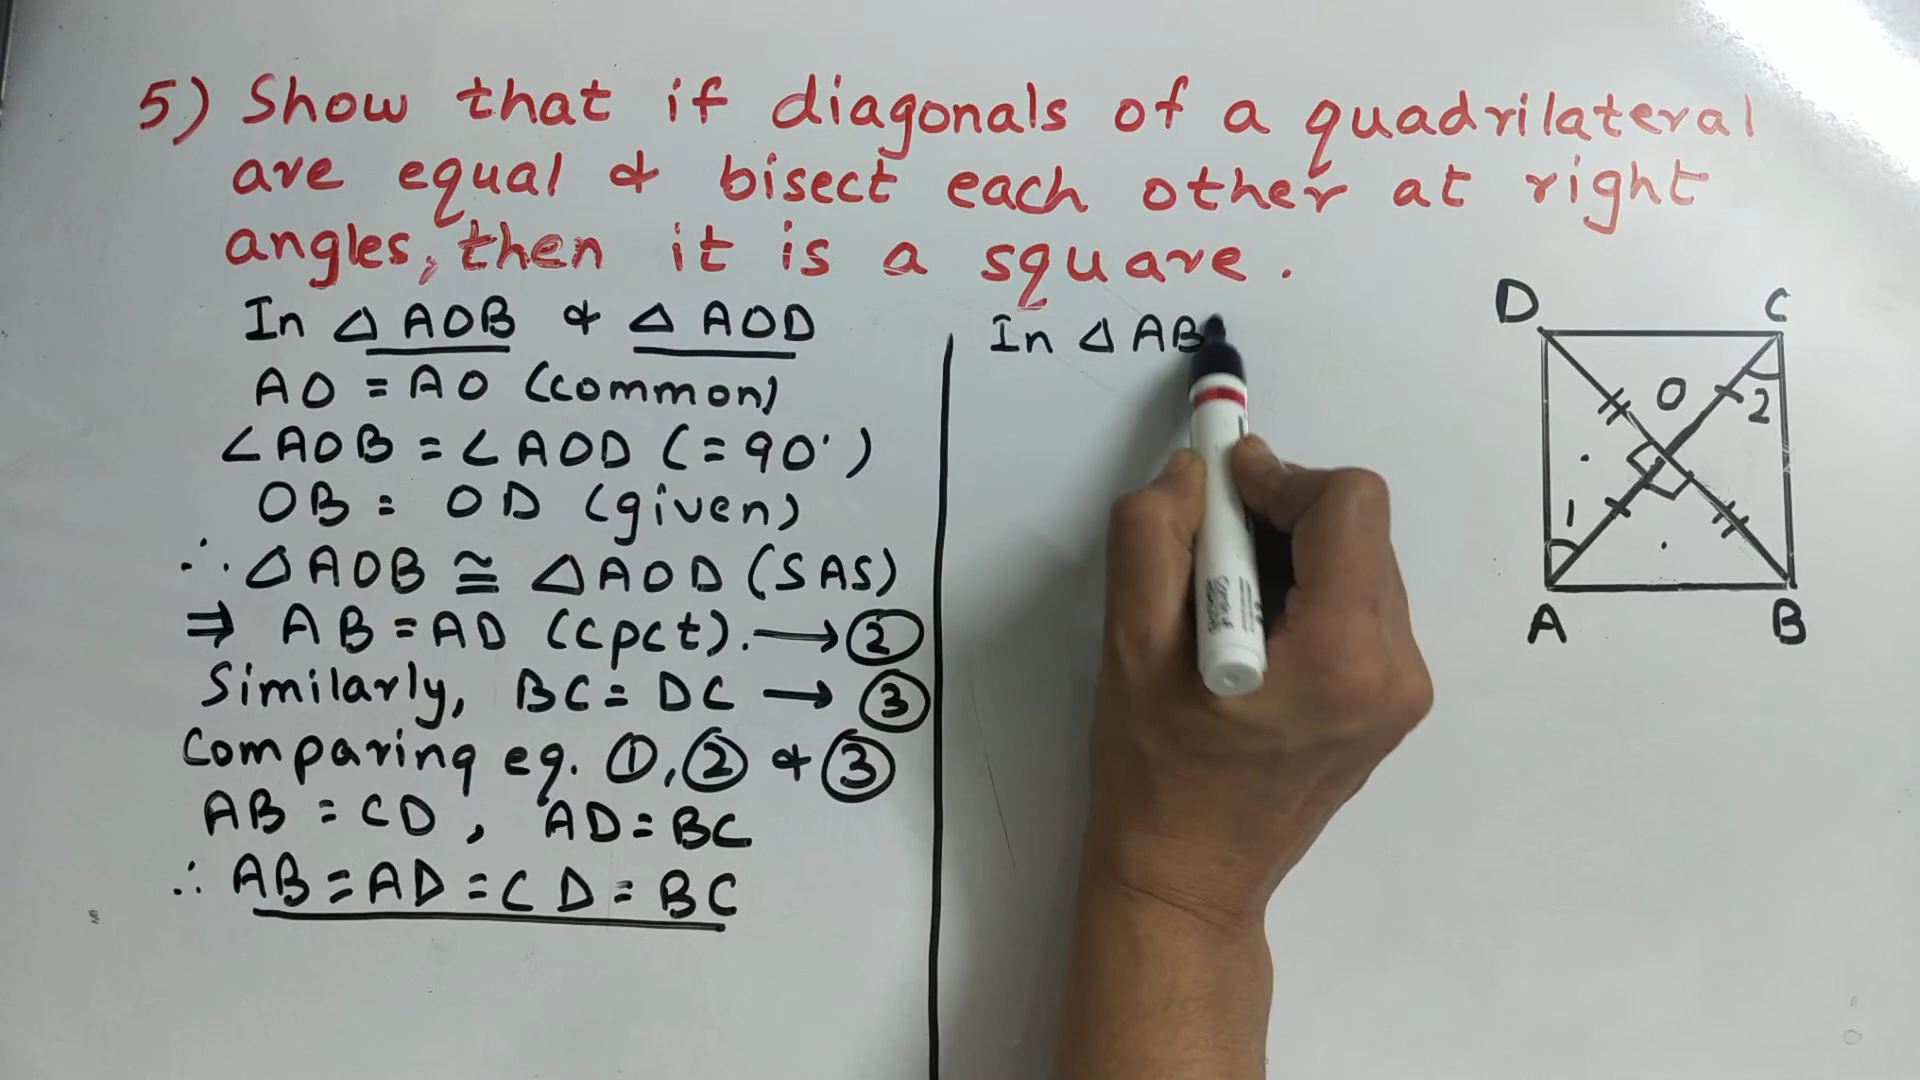 5) Show that if diagonals of a quadrilateral
are equal & bisect each other at right
angles, then it is a square.
In △ AOB & △ AOD
AO = AO (common)
∠AOB = ∠AOD (= 90°)
OB = OD (given)
∴ △AOB ≅ △AOD (SAS)
⇒ AB = AD (cpct). → ②
Similarly, BC = DC → ③
Comparing eq. ①, ② & ③
AB = CD, AD = BC
∴ AB = AD = CD = BC
In △ AB
D
C
O
2
1
A
B